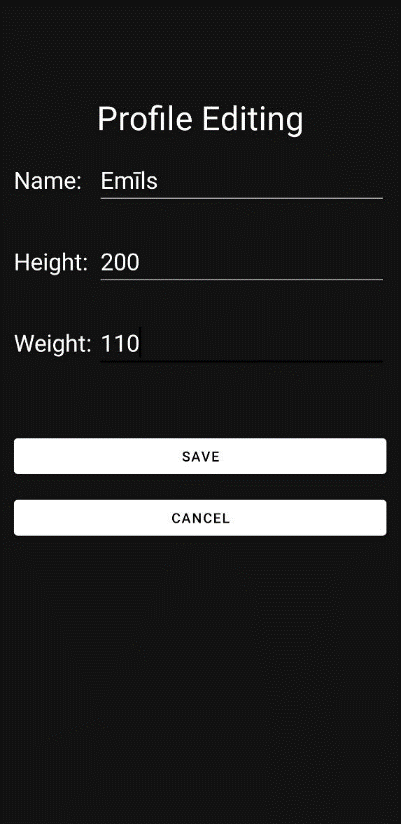 Profile Editing
Name: Emīls
Height: 200
Weight: 110
SAVE
CANCEL